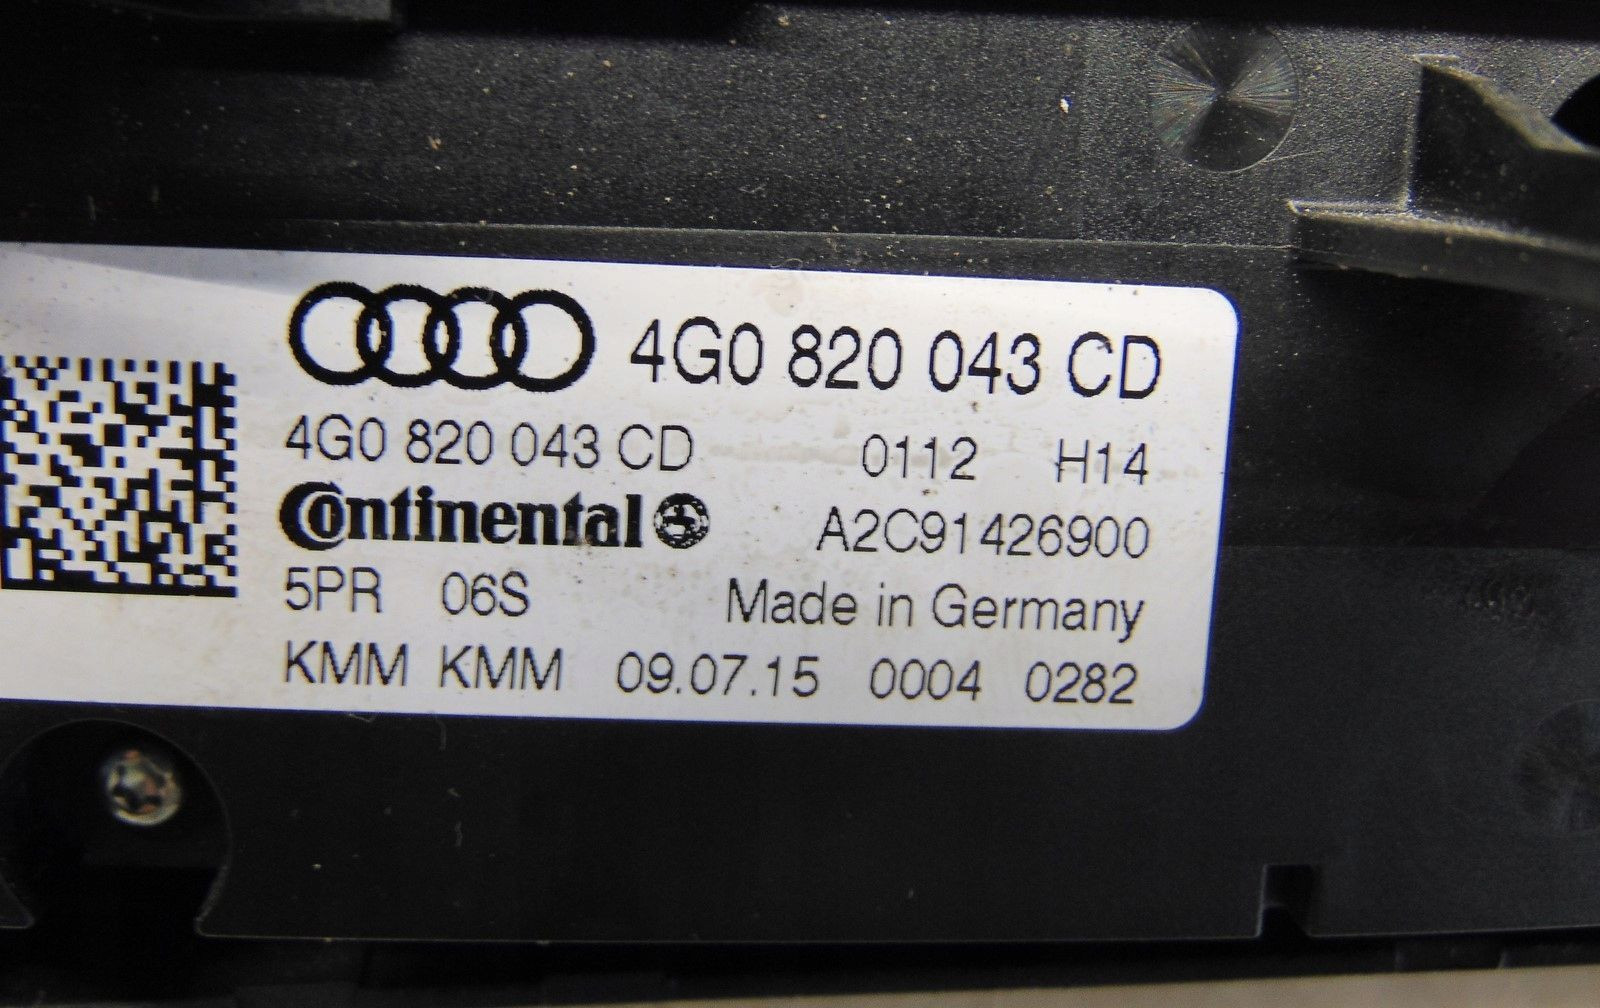 4G0 820 043 CD
4G0 820 043 CD 0112 H14
Continental A2C91426900
5PR 06S Made in Germany
KMM KMM 09.07.15 0004 0282